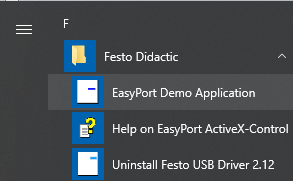 F
Festo Didactic
EasyPort Demo Application
Help on EasyPort ActiveX-Control
Uninstall Festo USB Driver 2.12